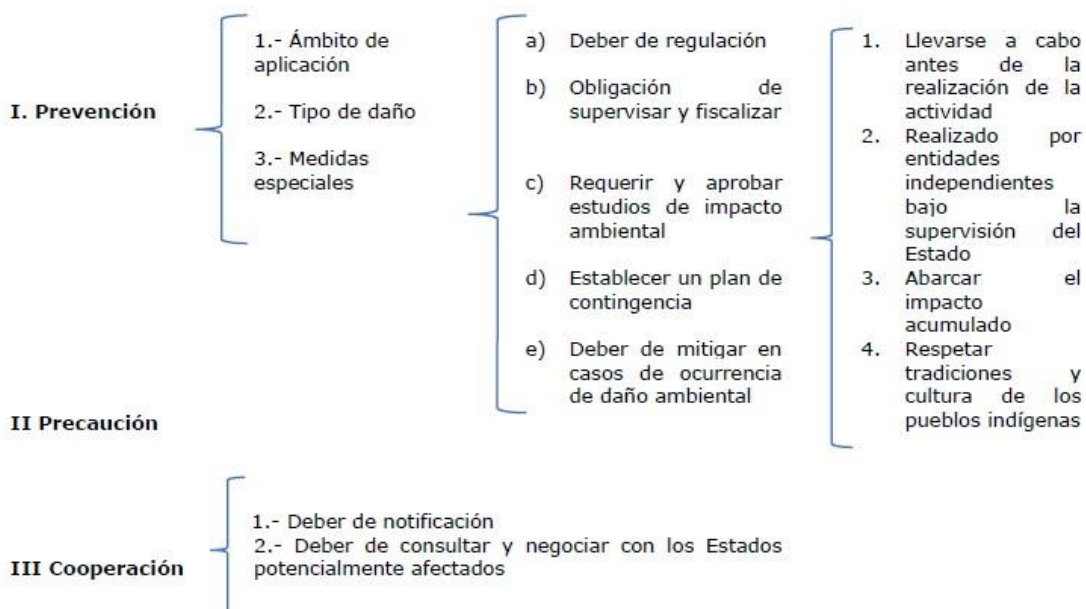 I. Prevención
1.- Ámbito de
aplicación
2.- Tipo de daño
3.- Medidas
especiales
a) Deber de regulación
b) Obligación de
supervisar y fiscalizar
c) Requerir y aprobar
estudios de impacto
ambiental
d) Establecer un plan de
contingencia
e) Deber de mitigar en
casos de ocurrencia
de daño ambiental
1. Llevarse a cabo
antes de la
realización de la
actividad
2. Realizado por
entidades
independientes
bajo la
supervisión del
Estado
3. Abarcar el
impacto
acumulado
4. Respetar
tradiciones y
cultura de los
pueblos indígenas
II Precaución
III Cooperación
1.- Deber de notificación
2.- Deber de consultar y negociar con los Estados
potencialmente afectados